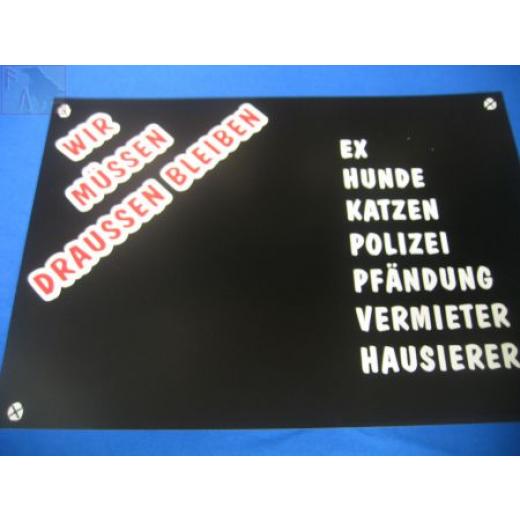 WIR
MÜSSEN
DRAUSSEN BLEIBEN
EX
HUNDE
KATZEN
POLIZEI
PFÄNDUNG
VERMIETER
HAUSIERER